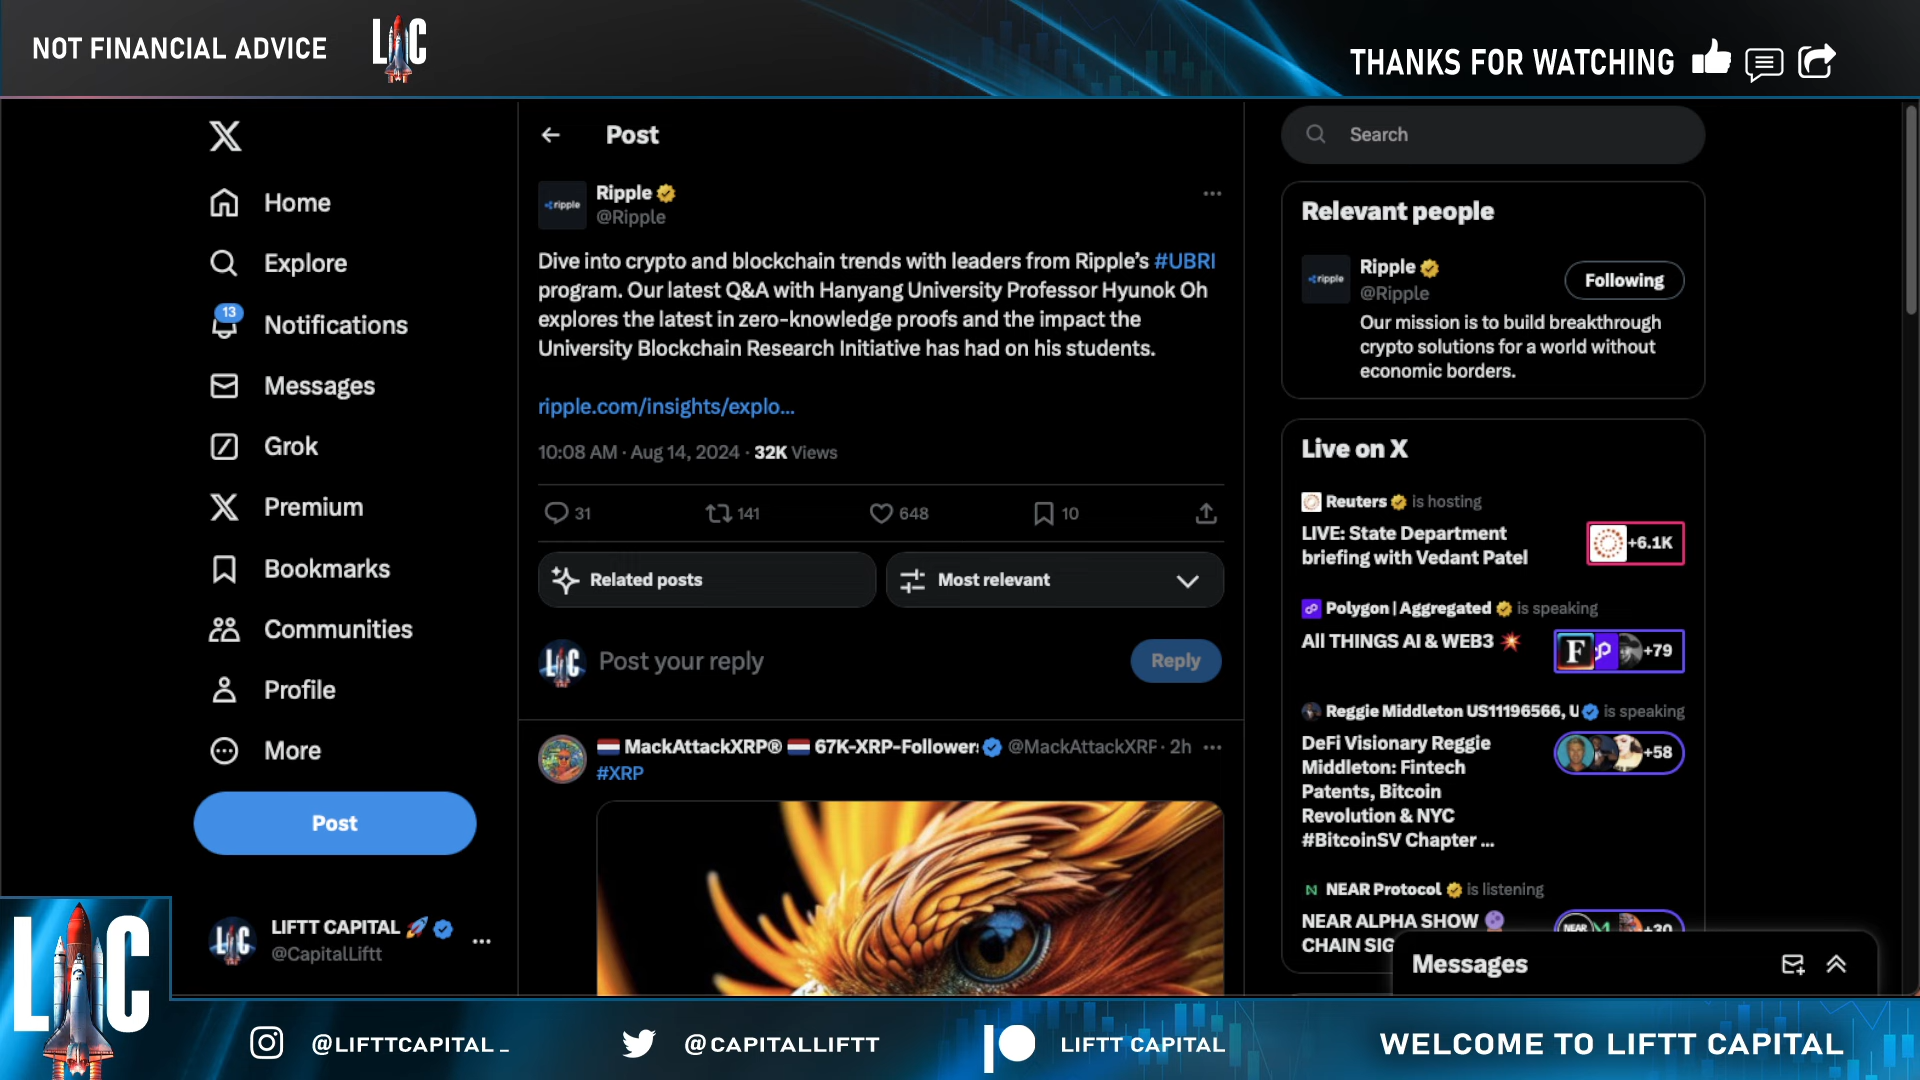 NOT FINANCIAL ADVICE
LC
THANKS FOR WATCHING
Home
Explore
13
Notifications
Messages
Grok
Premium
Bookmarks
Communities
Profile
More
Post
LIFTT CAPITAL
@CapitalLiftt
Post
ripple
Ripple
@Ripple
Dive into crypto and blockchain trends with leaders from Ripple’s #UBRI
program. Our latest Q&A with Hanyang University Professor Hyunok Oh
explores the latest in zero-knowledge proofs and the impact the
University Blockchain Research Initiative has had on his students.
ripple.com/insights/explo...
10:08 AM · Aug 14, 2024 · 32K Views
31 141 648 10
Related posts
Most relevant
Post your reply
Reply
MackAttackXRP® 67K-XRP-Follower @MackAttackXRP · 2h
#XRP
Search
Relevant people
ripple
Ripple
@Ripple
Following
Our mission is to build breakthrough
crypto solutions for a world without
economic borders.
Live on X
Reuters is hosting
LIVE: State Department
briefing with Vedant Patel
+6.1K
Polygon | Aggregated is speaking
All THINGS AI & WEB3
F
+79
Reggie Middleton US11196566, U is speaking
DeFi Visionary Reggie
Middleton: Fintech
Patents, Bitcoin
Revolution & NYC
#BitcoinSV Chapter ...
+58
NEAR Protocol is listening
NEAR ALPHA SHOW
CHAIN SIG
NEAR
+30
Messages
LC
@LIFTTCAPITAL_
@CAPITALLIFTT
LIFTT CAPITAL
WELCOME TO LIFTT CAPITAL